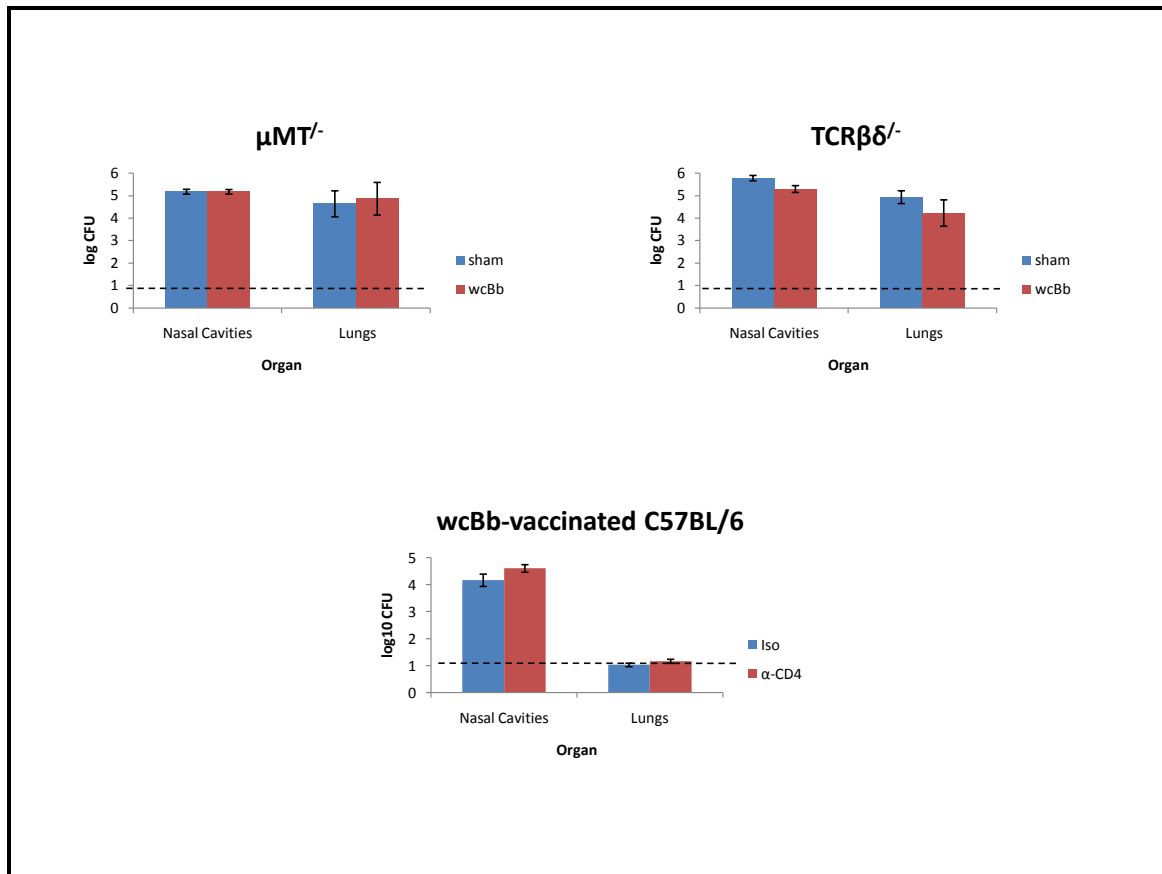 μMT/-
6
5
4
3
2
1
0
log CFU
Nasal Cavities
Lungs
Organ
sham
wcBb
TCRβδ/-
6
5
4
3
2
1
0
log CFU
Nasal Cavities
Lungs
Organ
sham
wcBb
wcBb-vaccinated C57BL/6
5
4
3
2
1
0
log10 CFU
Nasal Cavities
Lungs
Organ
Iso
α-CD4